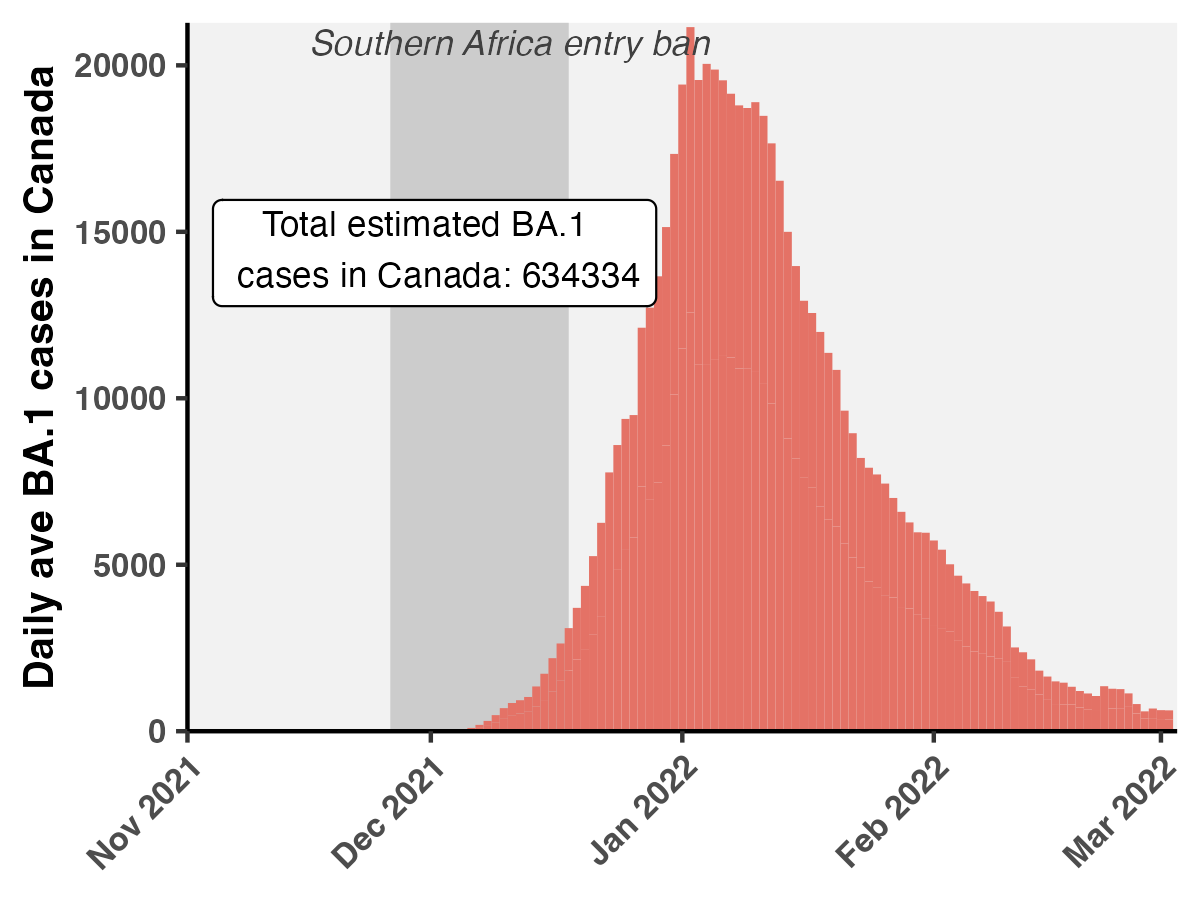 Southern Africa entry ban
Daily ave BA.1 cases in Canada
20000
15000
10000
5000
0
Total estimated BA.1
cases in Canada: 634334
Nov 2021
Dec 2021
Jan 2022
Feb 2022
Mar 2022